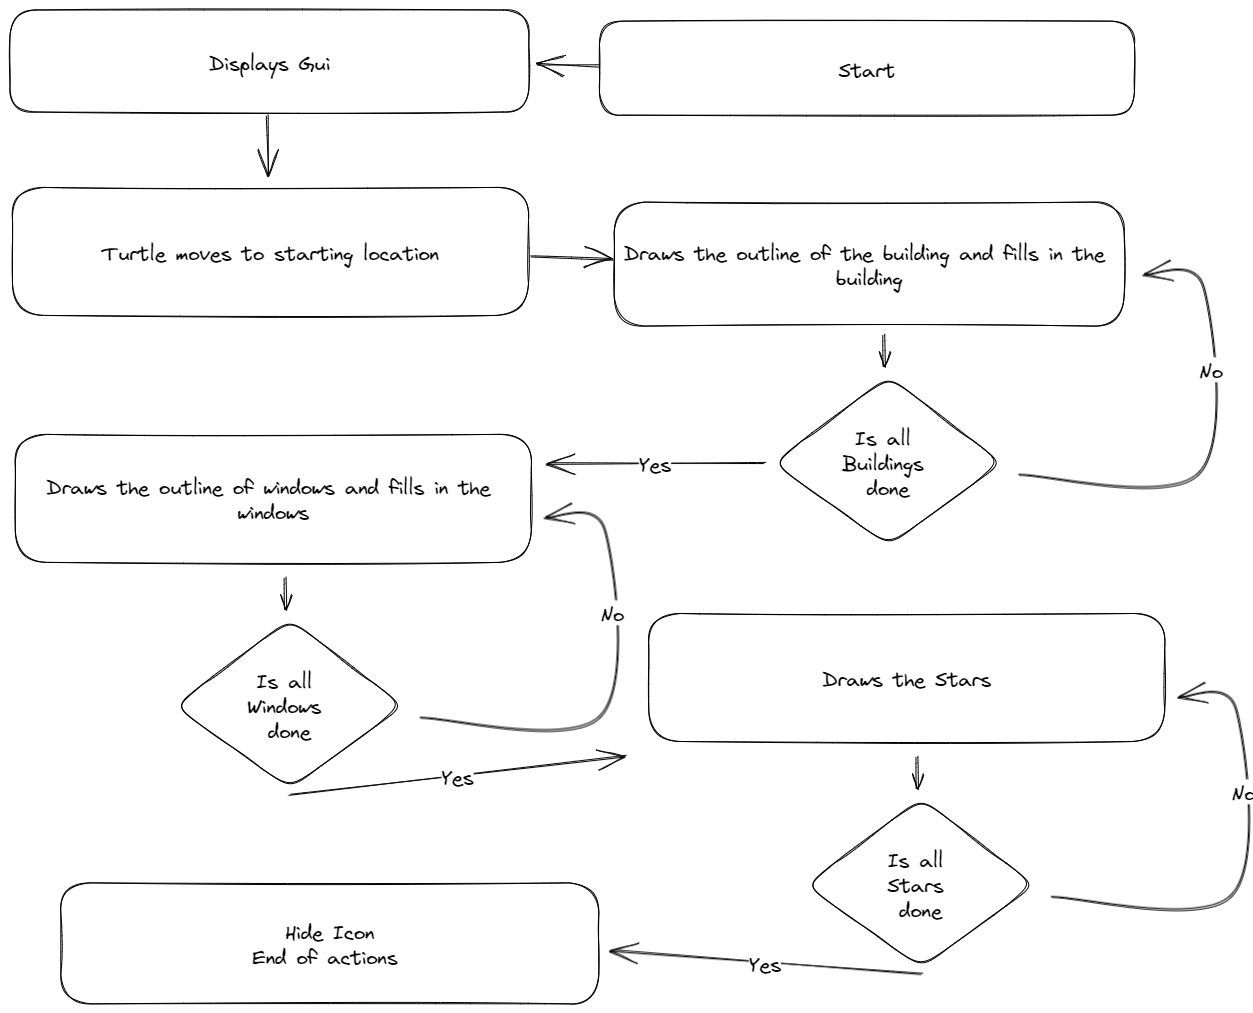 Start
Displays Gui
Turtle moves to starting location
Draws the outline of the building and fills in the
building
Is all
Buildings
done
No
Yes
Draws the outline of windows and fills in the
windows
Is all
Windows
done
No
Yes
Draws the Stars
Is all
Stars
done
No
Yes
Hide Icon
End of actions